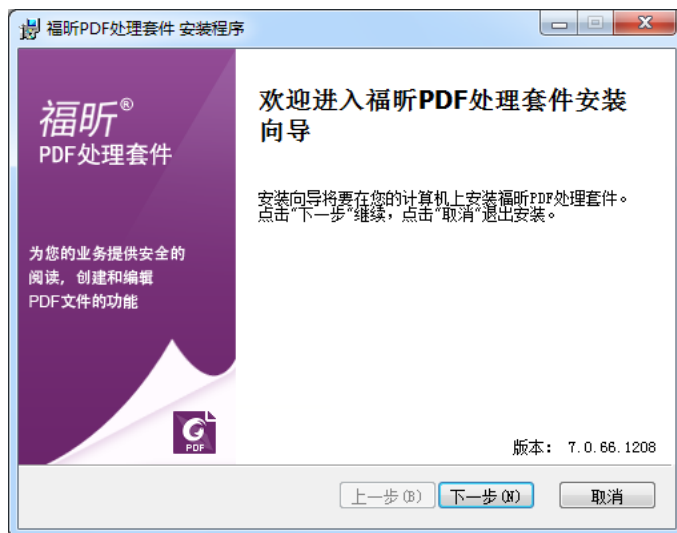 福昕PDF处理套件 安装程序
福昕®
PDF处理套件
为您的业务提供安全的
阅读, 创建和编辑
PDF文件的功能
PDF
欢迎进入福昕PDF处理套件安装
向导
安装向导将要在您的计算机上安装福昕PDF处理套件。
点击“下一步”继续，点击“取消”退出安装。
版本: 7.0.66.1208
上一步(B) 下一步(N) 取消